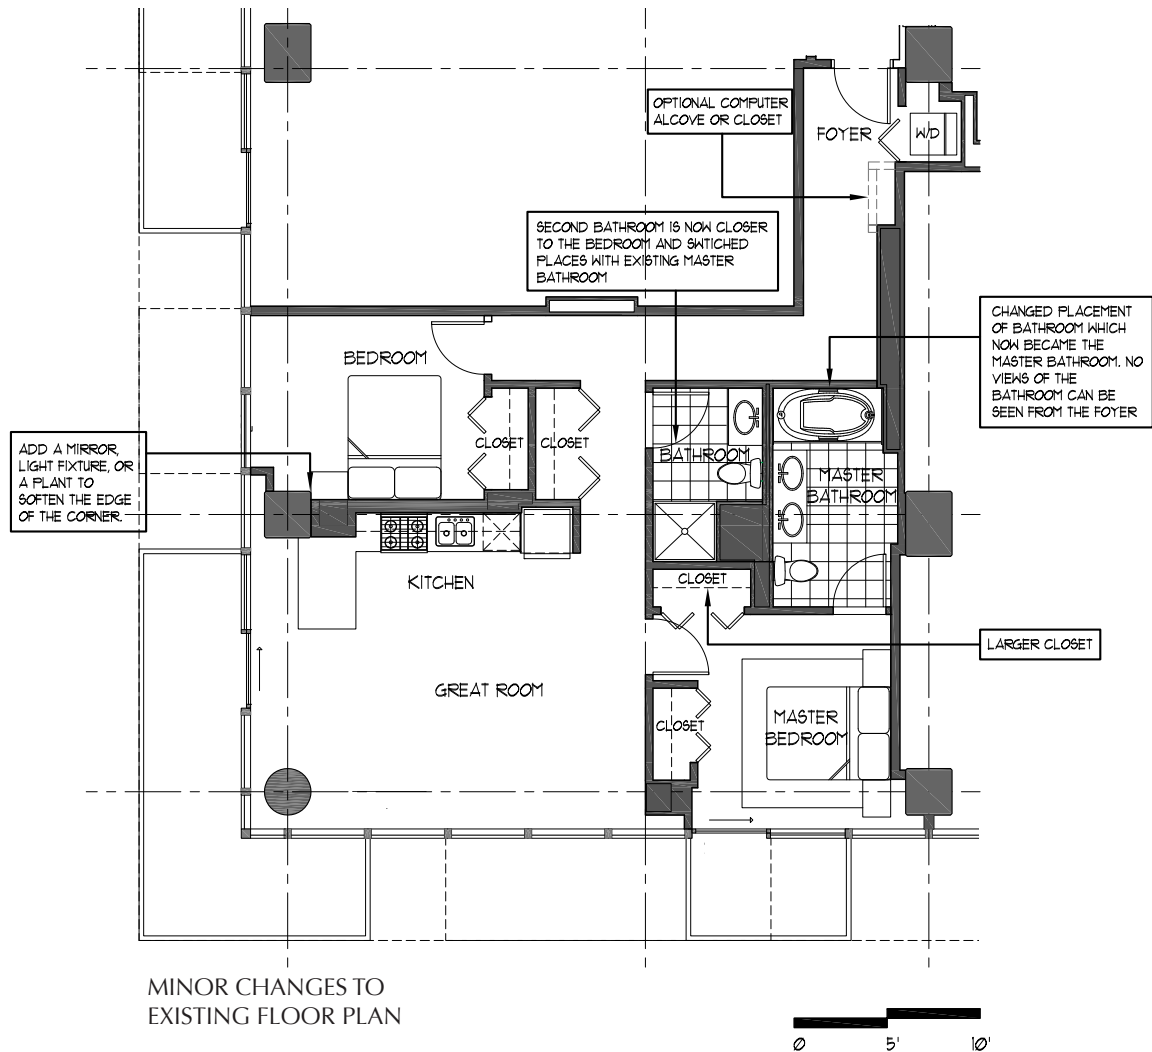 OPTIONAL COMPUTER
ALCOVE OR CLOSET
FOYER
W/D
SECOND BATHROOM IS NOW CLOSER
TO THE BEDROOM AND SWTICHED
PLACES WITH EXISTING MASTER
BATHROOM
CHANGED PLACEMENT
OF BATHROOM WHICH
NOW BECAME THE
MASTER BATHROOM. NO
VIEWS OF THE
BATHROOM CAN BE
SEEN FROM THE FOYER
BEDROOM
ADD A MIRROR,
LIGHT FIXTURE, OR
A PLANT TO
SOFTEN THE EDGE
OF THE CORNER.
CLOSET
CLOSET
BATHROOM
MASTER
BATHROOM
KITCHEN
CLOSET
LARGER CLOSET
GREAT ROOM
CLOSET
MASTER
BEDROOM
MINOR CHANGES TO
EXISTING FLOOR PLAN
0 5' 10'